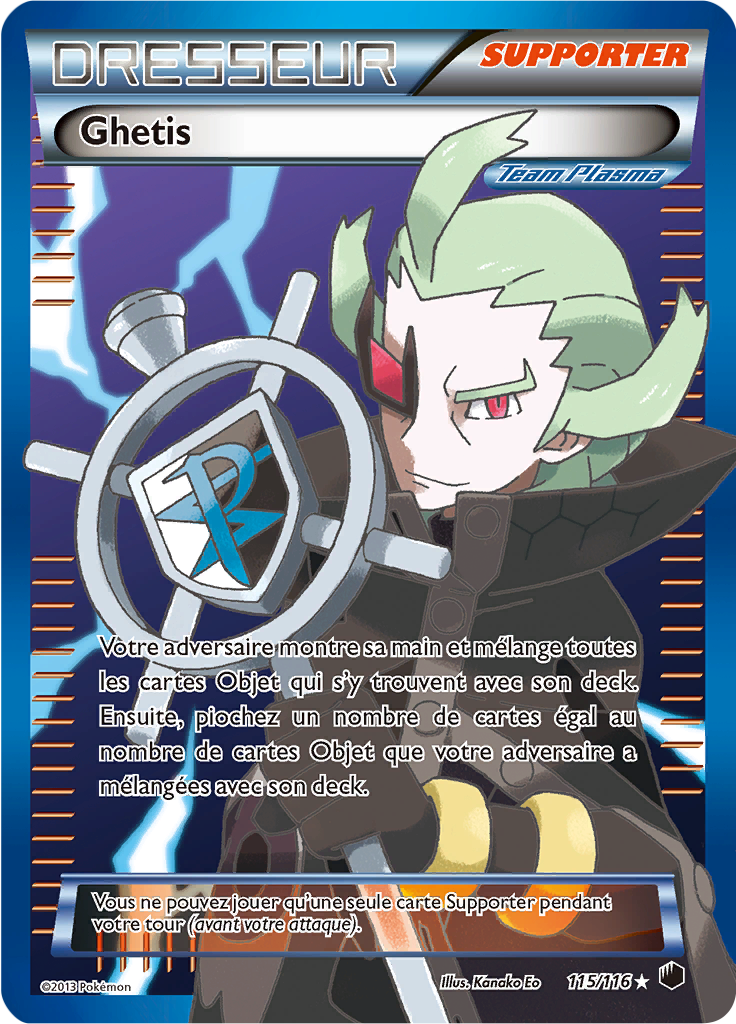 DRESSEUR
SUPPORTER
Ghetis
Team Plasma
Votre adversaire montre sa main et mélange toutes
les cartes Objet qui s'y trouvent avec son deck.
Ensuite, piochez un nombre de cartes égal au
nombre de cartes Objet que votre adversaire a
mélangées avec son deck.
Vous ne pouvez jouer qu'une seule carte Supporter pendant
votre tour (avant votre attaque).
©2013 Pokémon
Illus. Kanako Eo
115/116 ★